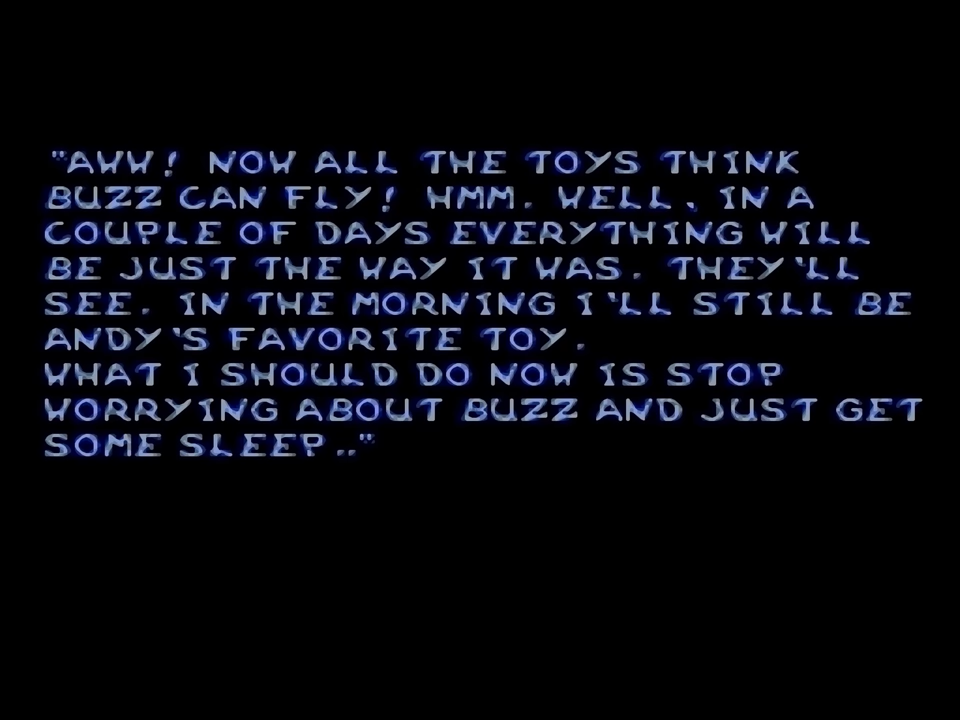 "AWW! NOW ALL THE TOYS THINK
BUZZ CAN FLY! HMM. WELL, IN A
COUPLE OF DAYS EVERYTHING WILL
BE JUST THE WAY IT WAS. THEY'LL
SEE. IN THE MORNING I'LL STILL BE
ANDY'S FAVORITE TOY.
WHAT I SHOULD DO NOW IS STOP
WORRYING ABOUT BUZZ AND JUST GET
SOME SLEEP.."